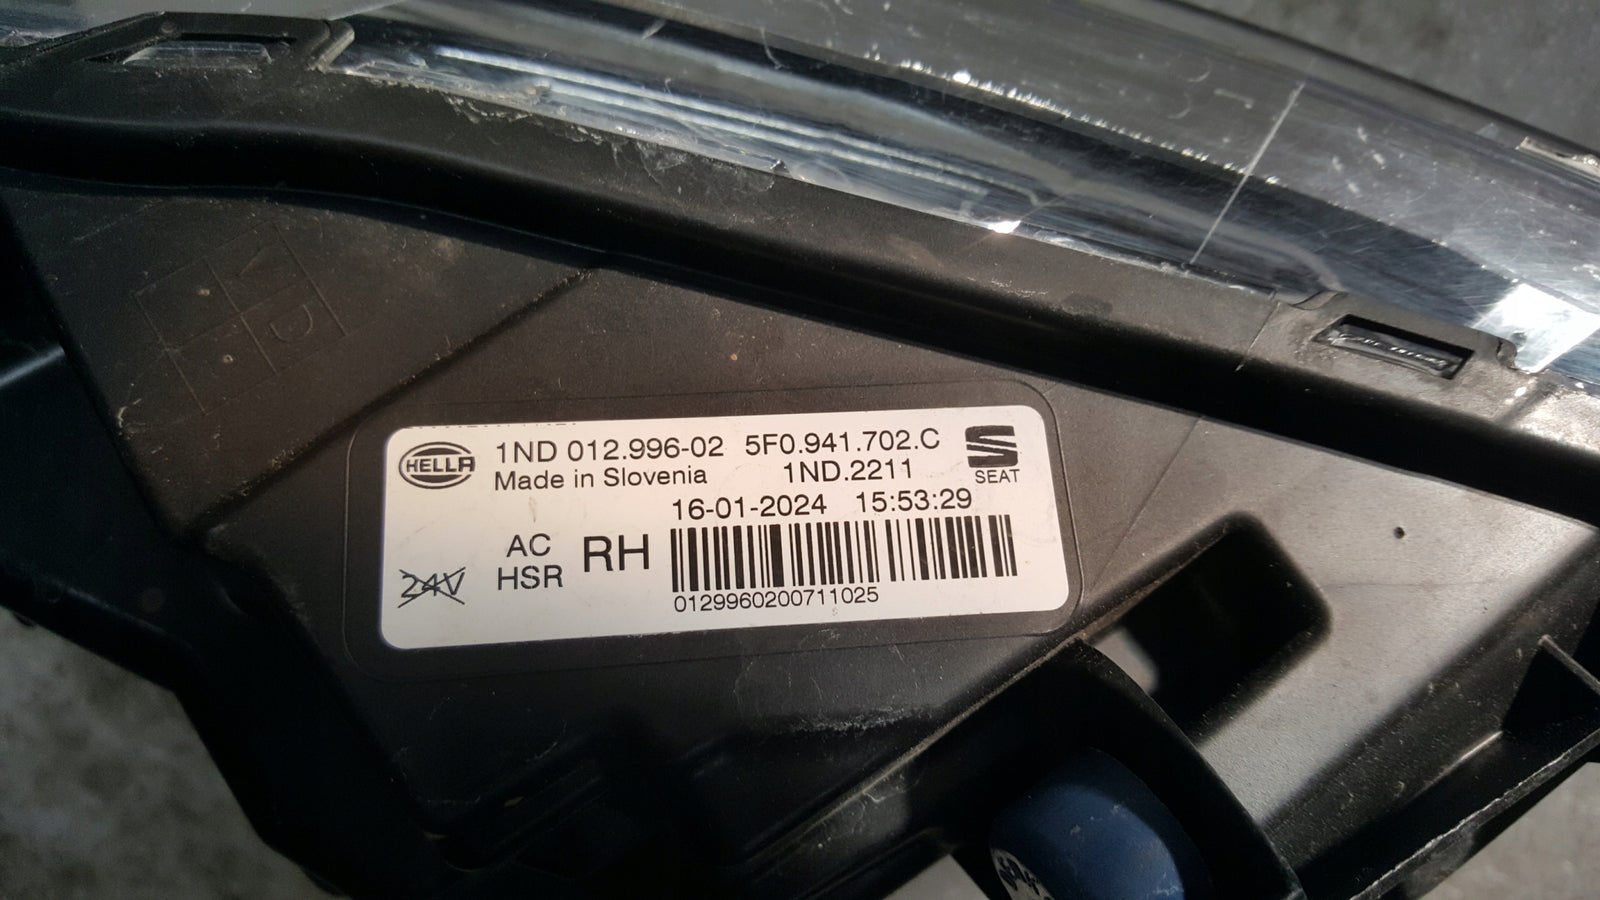 HELLA
1ND 012.996-02 5F0.941.702.C
Made in Slovenia 1ND.2211
SEAT
16-01-2024 15:53:29
AC
HSR
RH
24V
0129960200711025